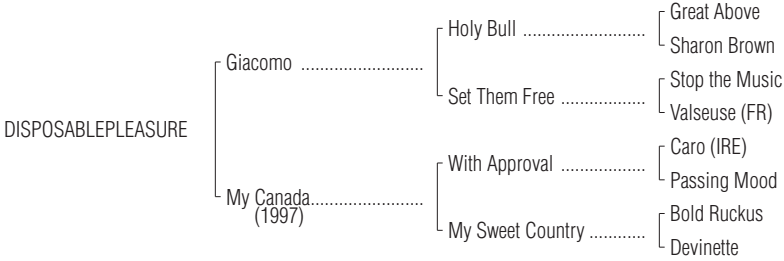 Great Above
Holy Bull ..........................
Sharon Brown
Giacomo ..........................
Stop the Music
Set Them Free ..................
Valseuse (FR)
DISPOSABLEPLEASURE
Caro (IRE)
With Approval ..................
Passing Mood
My Canada........................
(1997)
Bold Ruckus
My Sweet Country ............
Devinette